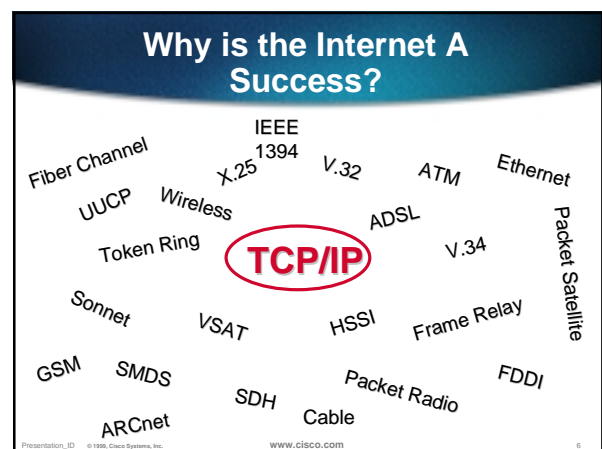 Why is the Internet A
Success?
IEEE
1394
Fiber Channel
X.25
V.32
ATM
Ethernet
UUCP
Wireless
ADSL
Packet Satellite
Token Ring
TCP/IP
V.34
Sonnet
VSAT
HSSI
Frame Relay
GSM
SMDS
SDH
Packet Radio
FDDI
ARCnet
Cable
Presentation_ID © 1999, Cisco Systems, Inc. www.cisco.com 6